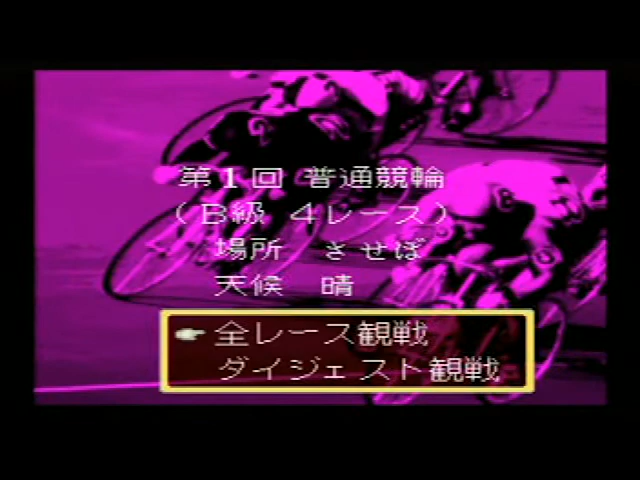 第1回 普通競輪
(B級 4レース)
場所 させぼ
天候 晴
全レース観戦
ダイジェスト観戦